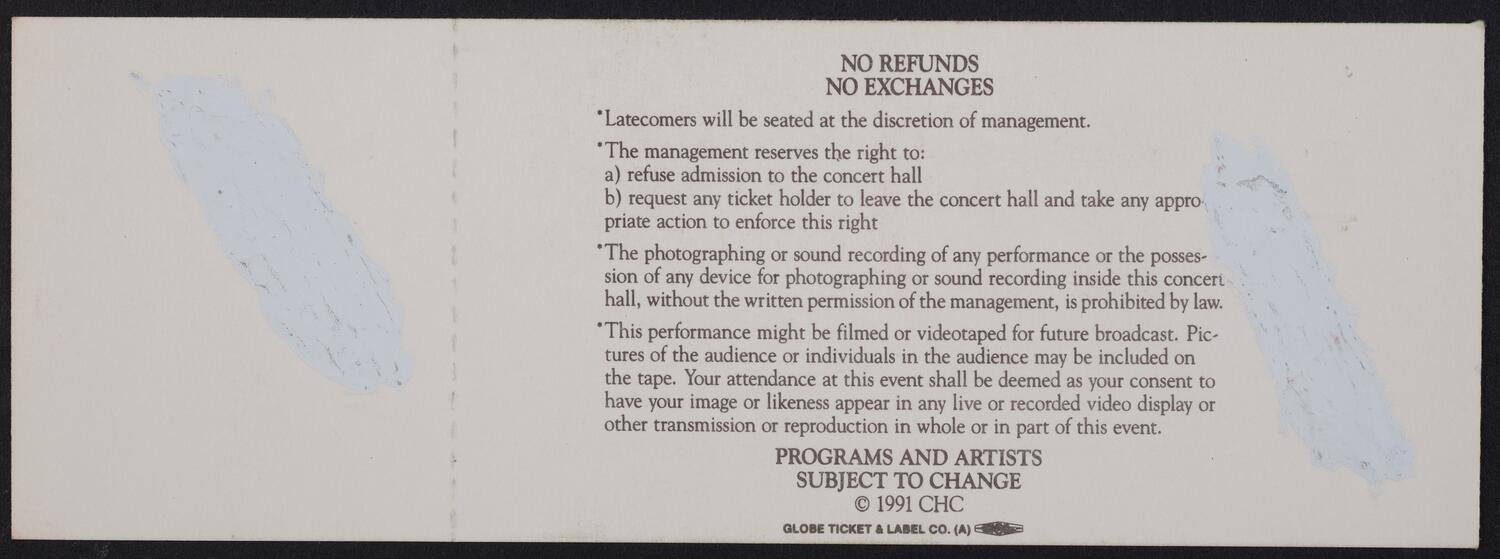 NO REFUNDS
NO EXCHANGES
*Latecomers will be seated at the discretion of management.
*The management reserves the right to:
a) refuse admission to the concert hall
b) request any ticket holder to leave the concert hall and take any appro-
priate action to enforce this right
*The photographing or sound recording of any performance or the posses-
sion of any device for photographing or sound recording inside this concert
hall, without the written permission of the management, is prohibited by law.
*This performance might be filmed or videotaped for future broadcast. Pic-
tures of the audience or individuals in the audience may be included on
the tape. Your attendance at this event shall be deemed as your consent to
have your image or likeness appear in any live or recorded video display or
other transmission or reproduction in whole or in part of this event.
PROGRAMS AND ARTISTS
SUBJECT TO CHANGE
© 1991 CHC
GLOBE TICKET & LABEL CO. (A)